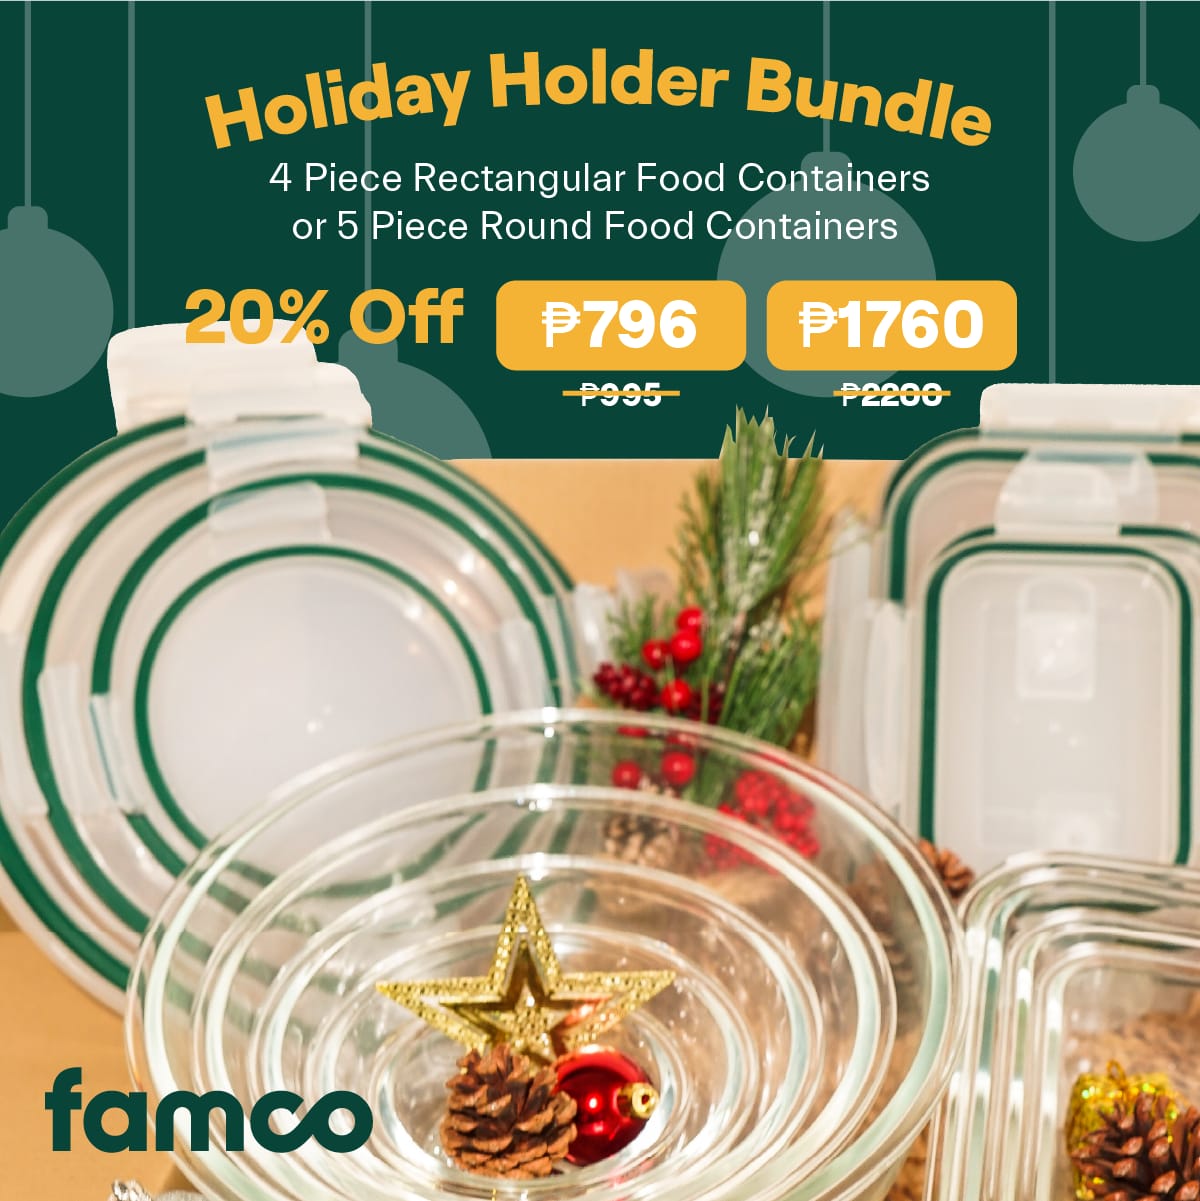 Holiday Holder Bundle
4 Piece Rectangular Food Containers
or 5 Piece Round Food Containers
20% Off
₱796
₱1760
₱995
₱2200
famco